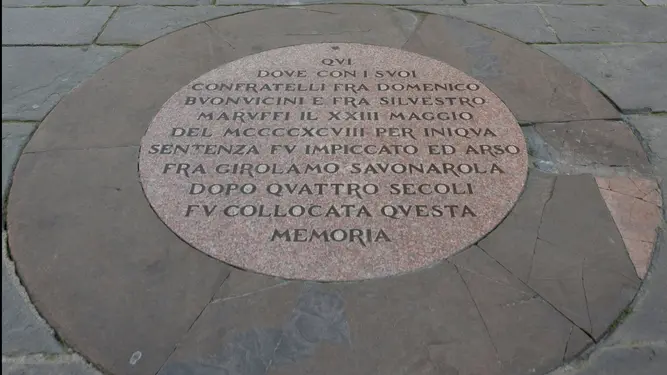 QVI
DOVE CON I SVOI
CONFRATELLI FRA DOMENICO
BVONVICINI E FRA SILVESTRO
MARVFFI IL XXIII MAGGIO
DEL MCCCCXCVIII PER INIQVA
SENTENZA FV IMPICCATO ED ARSO
FRA GIROLAMO SAVONAROLA
DOPO QVATTRO SECOLI
FV COLLOCATA QVESTA
MEMORIA